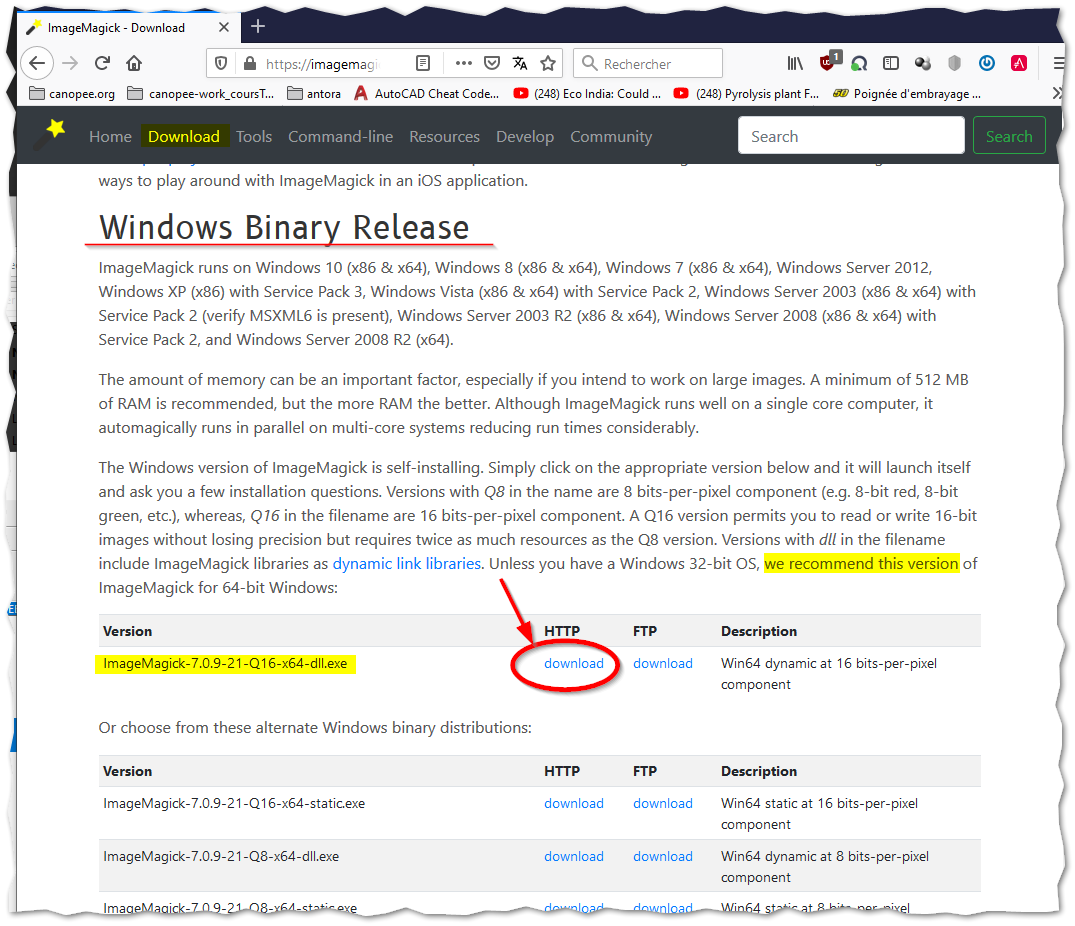 ImageMagick - Download
https://imagemagi
Rechercher
1
canopee.org
canopee-work_coursT...
antora
AutoCAD Cheat Code...
(248) Eco India: Could ...
(248) Pyrolysis plant F...
Poignée d'embrayage ...
Home Download Tools Command-line Resources Develop Community Search Search
ways to play around with ImageMagick in an iOS application.
Windows Binary Release
ImageMagick runs on Windows 10 (x86 & x64), Windows 8 (x86 & x64), Windows 7 (x86 & x64), Windows Server 2012,
Windows XP (x86) with Service Pack 3, Windows Vista (x86 & x64) with Service Pack 2, Windows Server 2003 (x86 & x64) with
Service Pack 2 (verify MSXML6 is present), Windows Server 2003 R2 (x86 & x64), Windows Server 2008 (x86 & x64) with
Service Pack 2, and Windows Server 2008 R2 (x64).
The amount of memory can be an important factor, especially if you intend to work on large images. A minimum of 512 MB
of RAM is recommended, but the more RAM the better. Although ImageMagick runs well on a single core computer, it
automagically runs in parallel on multi-core systems reducing run times considerably.
The Windows version of ImageMagick is self-installing. Simply click on the appropriate version below and it will launch itself
and ask you a few installation questions. Versions with Q8 in the name are 8 bits-per-pixel component (e.g. 8-bit red, 8-bit
green, etc.), whereas, Q16 in the filename are 16 bits-per-pixel component. A Q16 version permits you to read or write 16-bit
images without losing precision but requires twice as much resources as the Q8 version. Versions with dll in the filename
include ImageMagick libraries as dynamic link libraries. Unless you have a Windows 32-bit OS, we recommend this version of
ImageMagick for 64-bit Windows:
Version HTTP FTP Description
ImageMagick-7.0.9-21-Q16-x64-dll.exe download download Win64 dynamic at 16 bits-per-pixel
component
Or choose from these alternate Windows binary distributions:
Version HTTP FTP Description
ImageMagick-7.0.9-21-Q16-x64-static.exe download download Win64 static at 16 bits-per-pixel
component
ImageMagick-7.0.9-21-Q8-x64-dll.exe download download Win64 dynamic at 8 bits-per-pixel
component
ImageMagick-7.0.9-21-Q8-x64-static.exe download download Win64 static at 8 bits-per-pixel